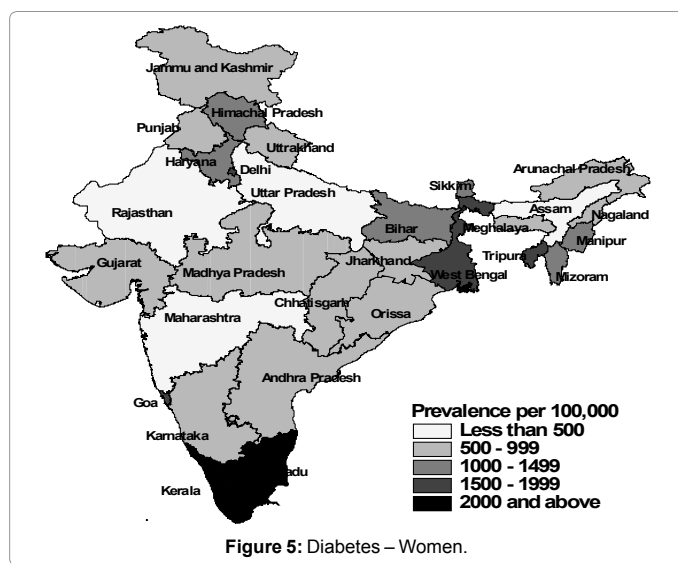 Jammu and Kashmir
Himachal Pradesh
Punjab
Uttrakhand
Haryana
Delhi
Arunachal Pradesh
Sikkim
Uttar Pradesh
Assam
Rajasthan
Nagaland
Bihar
Meghalaya
Manipur
Gujarat
Jharkhand
Tripura
Madhya Pradesh
West Bengal
Mizoram
Chhatisgarh
Maharashtra
Orissa
Andhra Pradesh
Goa
Karnataka
adu
Kerala
Prevalence per 100,000
Less than 500
500 - 999
1000 - 1499
1500 - 1999
2000 and above
Figure 5: Diabetes – Women.